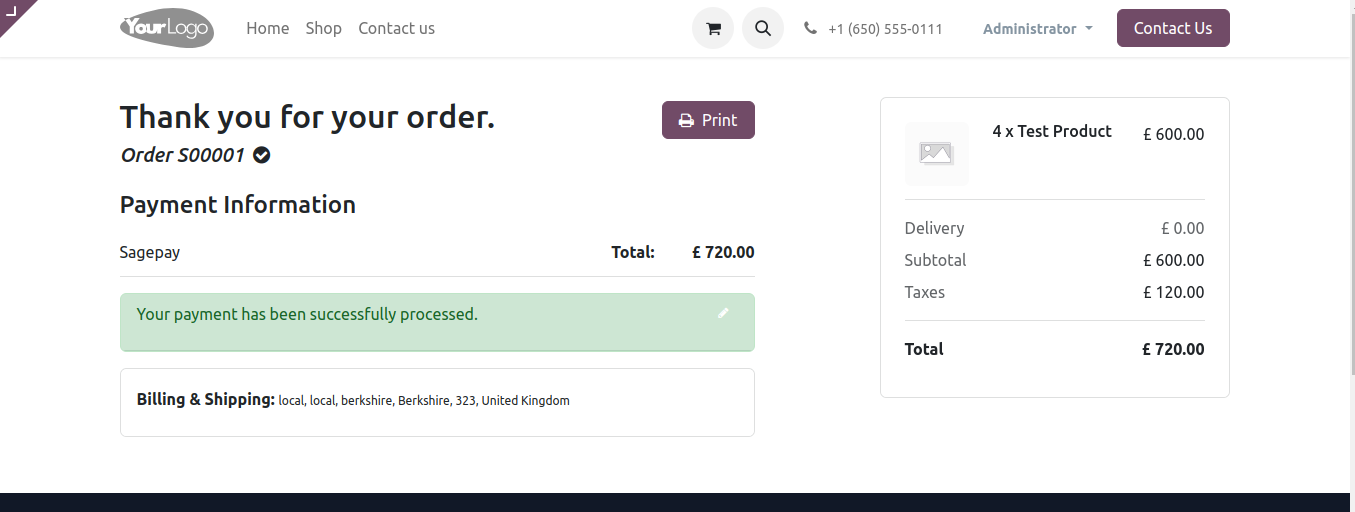 YourLogo
Home Shop Contact us
+1 (650) 555-0111
Administrator
Contact Us
Thank you for your order.
Print
Order S00001
Payment Information
Sagepay Total: £ 720.00
Your payment has been successfully processed.
Billing & Shipping: local, local, berkshire, Berkshire, 323, United Kingdom
4 x Test Product £ 600.00
Delivery £ 0.00
Subtotal £ 600.00
Taxes £ 120.00
Total £ 720.00